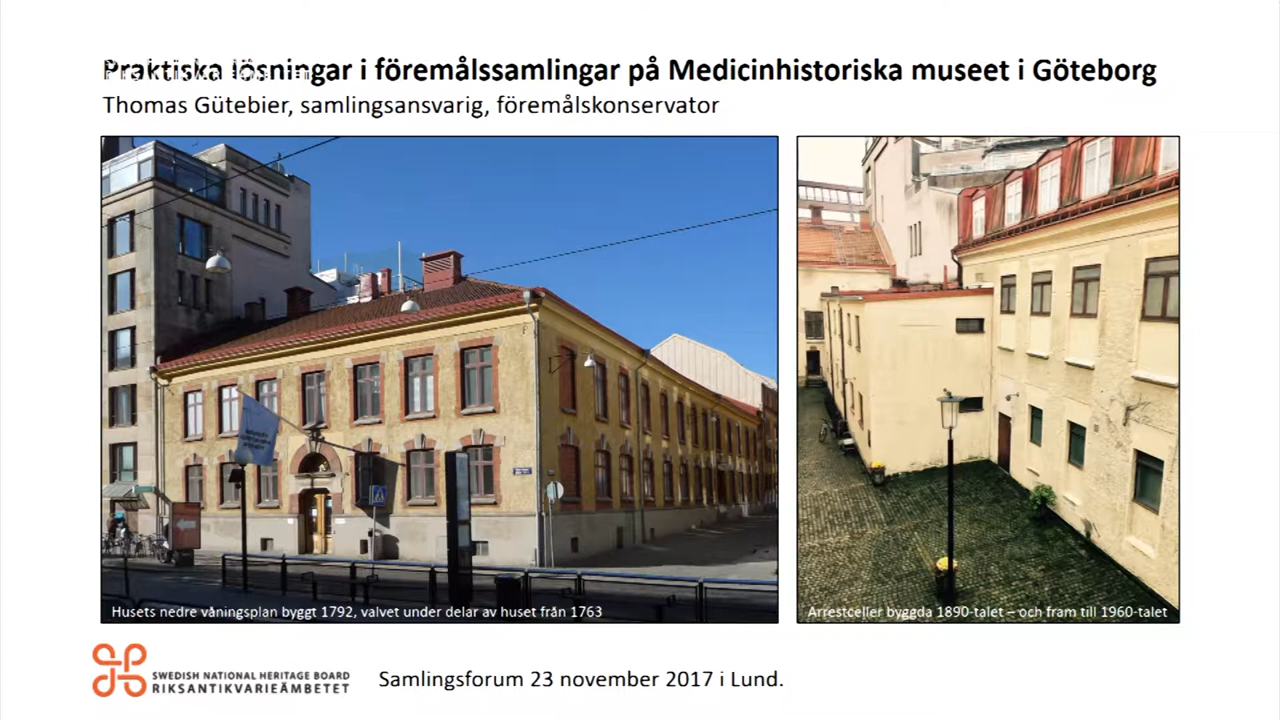 Praktiska lösningar i föremålssamlingar på Medicinhistoriska museet i Göteborg
RIKSANTIKVARIEÄMBETET
Thomas Gütebier, samlingsansvarig, föremålskonservator
Husets nedre våningsplan byggt 1792, valvet under delar av huset från 1763
Arrestceller byggda 1890-talet – och fram till 1960-talet
SWEDISH NATIONAL HERITAGE BOARD
RIKSANTIKVARIEÄMBETET
Samlingsforum 23 november 2017 i Lund.